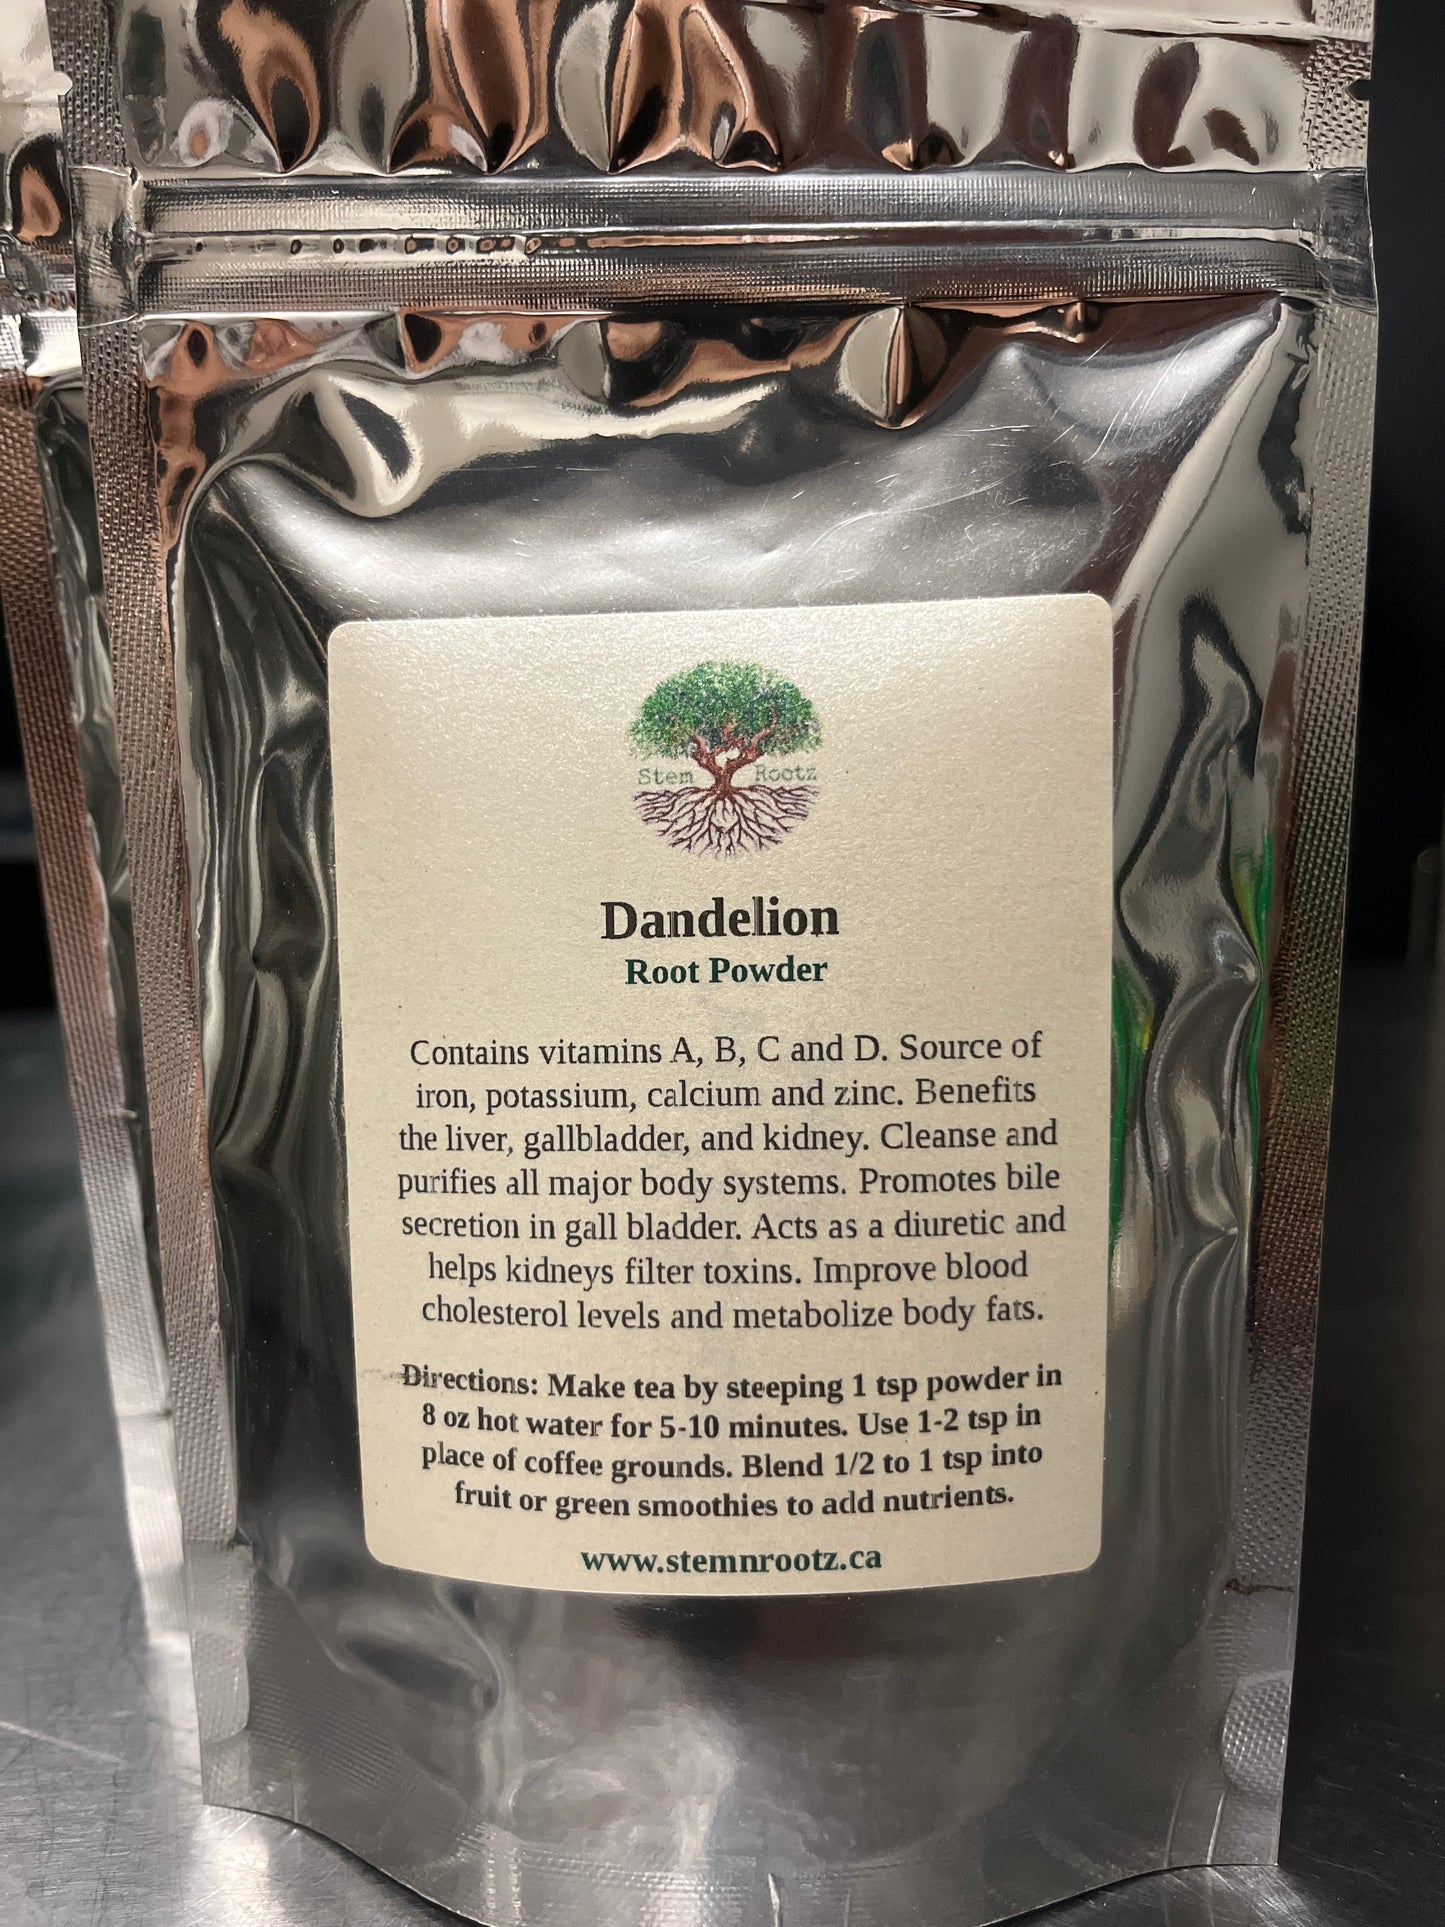 Stem Rootz
Dandelion
Root Powder
Contains vitamins A, B, C and D. Source of
iron, potassium, calcium and zinc. Benefits
the liver, gallbladder, and kidney. Cleanse and
purifies all major body systems. Promotes bile
secretion in gall bladder. Acts as a diuretic and
helps kidneys filter toxins. Improve blood
cholesterol levels and metabolize body fats.
Directions: Make tea by steeping 1 tsp powder in
8 oz hot water for 5-10 minutes. Use 1-2 tsp in
place of coffee grounds. Blend 1/2 to 1 tsp into
fruit or green smoothies to add nutrients.
www.stemnrootz.ca